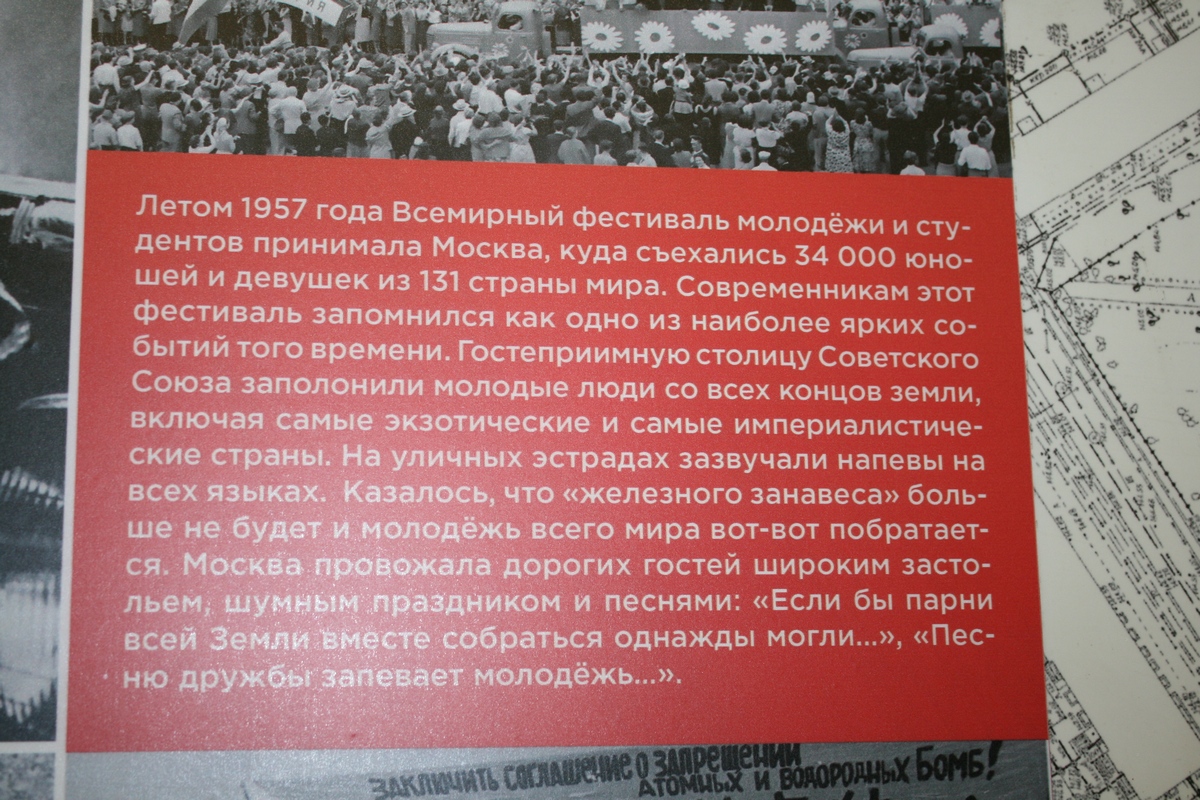 ИЯ
Летом 1957 года Всемирный фестиваль молодёжи и сту-
дентов принимала Москва, куда съехались 34 000 юно-
шей и девушек из 131 страны мира. Современникам этот
фестиваль запомнился как одно из наиболее ярких со-
бытий того времени. Гостеприимную столицу Советского
Союза заполонили молодые люди со всех концов земли,
включая самые экзотические и самые империалистиче-
ские страны. На уличных эстрадах зазвучали напевы на
всех языках. Казалось, что «железного занавеса» боль-
ше не будет и молодёжь всего мира вот-вот побратает-
ся. Москва провожала дорогих гостей широким засто-
льем, шумным праздником и песнями: «Если бы парни
всей Земли вместе собраться однажды могли...», «Пес-
ню дружбы запевает молодёжь...».
ЗАКЛЮЧИТЬ СОГЛАШЕНИЕ О ЗАПРЕЩЕНИИ
АТОМНЫХ И ВОДОРОДНЫХ БОМБ!